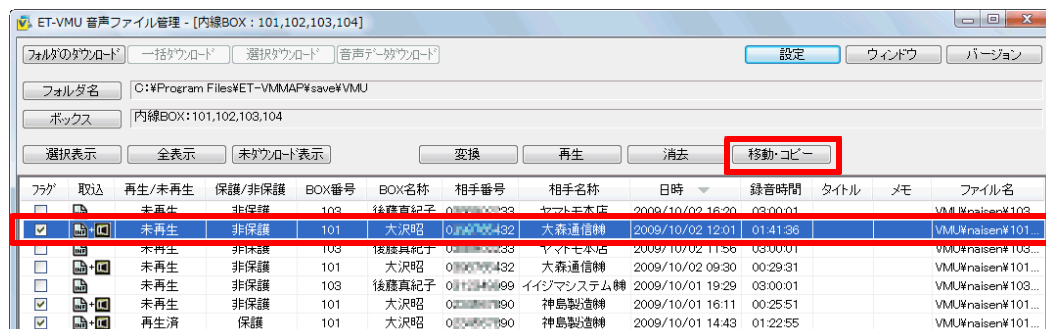 ET-VMU 音声ファイル管理 - [内線BOX : 101,102,103,104]
ﾌｫﾙﾀﾞのﾀﾞｳﾝﾛｰﾄﾞ 一括ﾀﾞｳﾝﾛｰﾄﾞ 選択ﾀﾞｳﾝﾛｰﾄﾞ 音声ﾃﾞｰﾀﾀﾞｳﾝﾛｰﾄﾞ 設定 ウィンドウ バージョン
フォルダ名 C:¥Program Files¥ET-VMMAP¥save¥VMU
ボックス 内線BOX:101,102,103,104
選択表示 全表示 未ﾀﾞｳﾝﾛｰﾄﾞ表示 変換 再生 消去 移動・コピー
ﾌﾗｸﾞ 取込 再生/未再生 保護/非保護 BOX番号 BOX名称 相手番号 相手名称 日時 録音時間 タイトル メモ ファイル名
未再生 非保護 103 後藤真紀子 ヤマト本店 2009/10/02 16:20 03:00:01 VMU¥naisen¥103...
未再生 非保護 101 大沢昭 大森通信㈱ 2009/10/02 12:01 01:41:36 VMU¥naisen¥101...
未再生 非保護 103 後藤真紀子 ヤマト本店 2009/10/02 11:56 03:00:01 VMU¥naisen¥103...
未再生 非保護 101 大沢昭 大森通信㈱ 2009/10/02 09:30 00:29:31 VMU¥naisen¥101...
未再生 非保護 103 後藤真紀子 イイジマシステム㈱ 2009/10/01 19:29 03:00:01 VMU¥naisen¥103...
未再生 非保護 101 大沢昭 神島製造㈱ 2009/10/01 16:11 00:25:51 VMU¥naisen¥101...
再生済 保護 101 大沢昭 神島製造㈱ 2009/10/01 14:43 01:22:55 VMU¥naisen¥101...